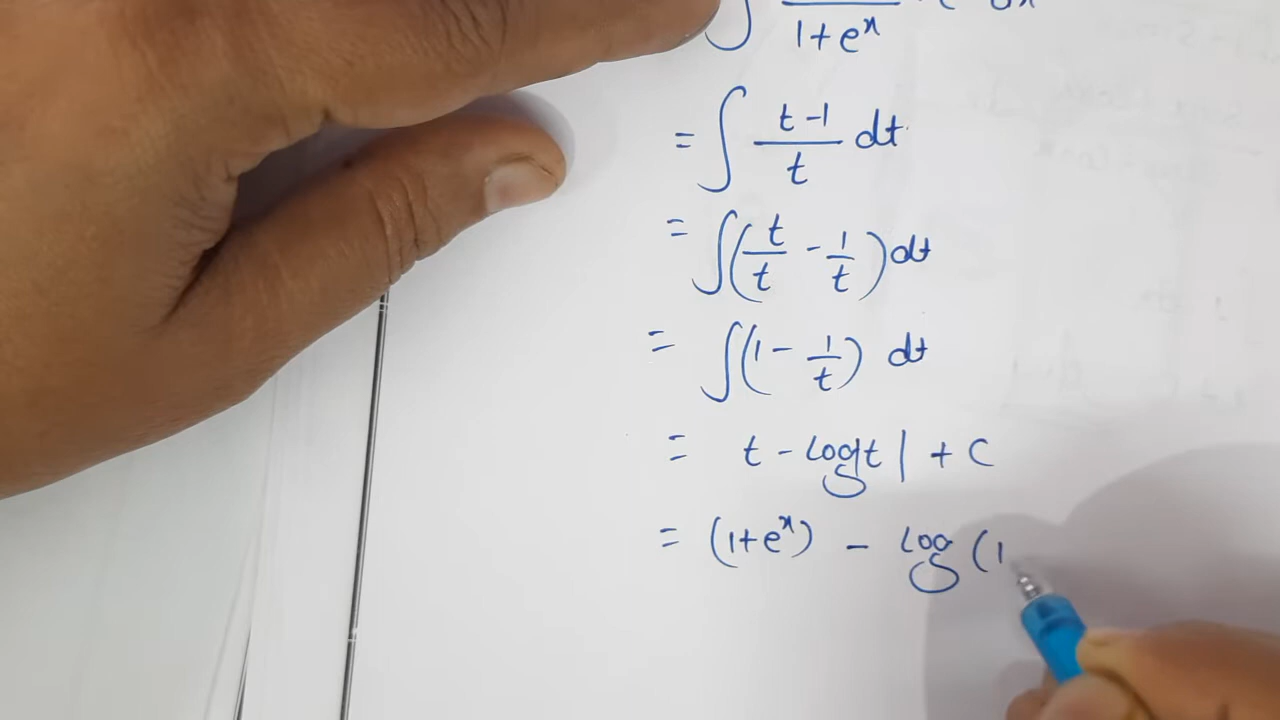 ∫ ——— / 1+eˣ
= ∫ (t-1)/t dt
= ∫(t/t - 1/t)dt
= ∫(1 - 1/t) dt
= t - log|t| + C
= (1+eˣ) - log (1